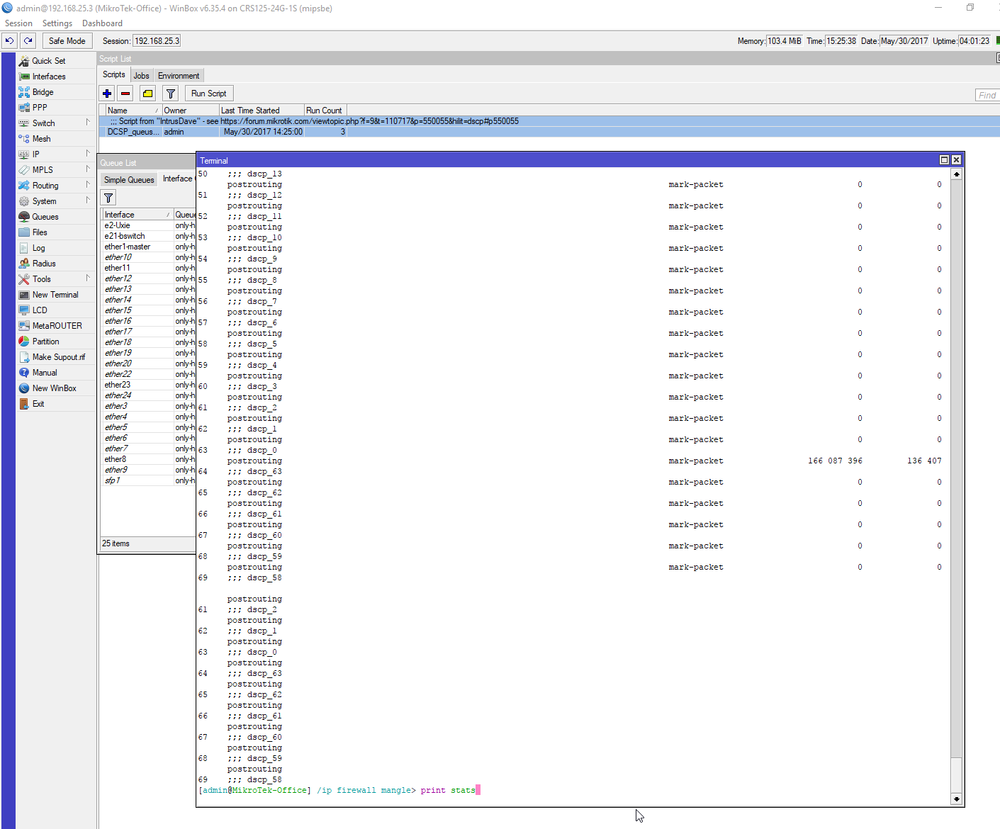 admin@192.168.25.3 (MikroTek-Office) - WinBox v6.35.4 on CRS125-24G-1S (mipsbe)
Session Settings Dashboard
Safe Mode Session: 192.168.25.3 Memory: 103.4 MiB Time: 15:25:38 Date: May/30/2017 Uptime: 04:01:23
Quick Set
Interfaces
Bridge
PPP
Switch
Mesh
IP
MPLS
Routing
System
Queues
Files
Log
Radius
Tools
New Terminal
LCD
MetaROUTER
Partition
Make Supout.rif
Manual
New WinBox
Exit
Script List
Scripts Jobs Environment
Run Script Find
Name Owner Last Time Started Run Count
;;; Script from "IntrusDave" - see https://forum.mikrotik.com/viewtopic.php?f=9&t=110717&p=550055&hilit=dscp#p550055
DCSP_queus... admin May/30/2017 14:25:00 3
Queue List
Simple Queues Interface
Interface Queue
e2-Uxie only-h
e21-bswitch only-h
ether1-master only-h
ether10 only-h
ether11 only-h
ether12 only-h
ether13 only-h
ether14 only-h
ether15 only-h
ether16 only-h
ether17 only-h
ether18 only-h
ether19 only-h
ether20 only-h
ether22 only-h
ether23 only-h
ether24 only-h
ether3 only-h
ether4 only-h
ether5 only-h
ether6 only-h
ether7 only-h
ether8 only-h
ether9 only-h
sfp1 only-h
25 items
Terminal
50 ;;; dscp_13
postrouting mark-packet 0 0
51 ;;; dscp_12
postrouting mark-packet 0 0
52 ;;; dscp_11
postrouting mark-packet 0 0
53 ;;; dscp_10
postrouting mark-packet 0 0
54 ;;; dscp_9
postrouting mark-packet 0 0
55 ;;; dscp_8
postrouting mark-packet 0 0
56 ;;; dscp_7
postrouting mark-packet 0 0
57 ;;; dscp_6
postrouting mark-packet 0 0
58 ;;; dscp_5
postrouting mark-packet 0 0
59 ;;; dscp_4
postrouting mark-packet 0 0
60 ;;; dscp_3
postrouting mark-packet 0 0
61 ;;; dscp_2
postrouting mark-packet 0 0
62 ;;; dscp_1
postrouting mark-packet 0 0
63 ;;; dscp_0
postrouting mark-packet 166 087 396 136 407
64 ;;; dscp_63
postrouting mark-packet 0 0
65 ;;; dscp_62
postrouting mark-packet 0 0
66 ;;; dscp_61
postrouting mark-packet 0 0
67 ;;; dscp_60
postrouting mark-packet 0 0
68 ;;; dscp_59
postrouting mark-packet 0 0
69 ;;; dscp_58
postrouting
61 ;;; dscp_2
postrouting
62 ;;; dscp_1
postrouting
63 ;;; dscp_0
postrouting
64 ;;; dscp_63
postrouting
65 ;;; dscp_62
postrouting
66 ;;; dscp_61
postrouting
67 ;;; dscp_60
postrouting
68 ;;; dscp_59
postrouting
69 ;;; dscp_58
[admin@MikroTek-Office] /ip firewall mangle> print stats